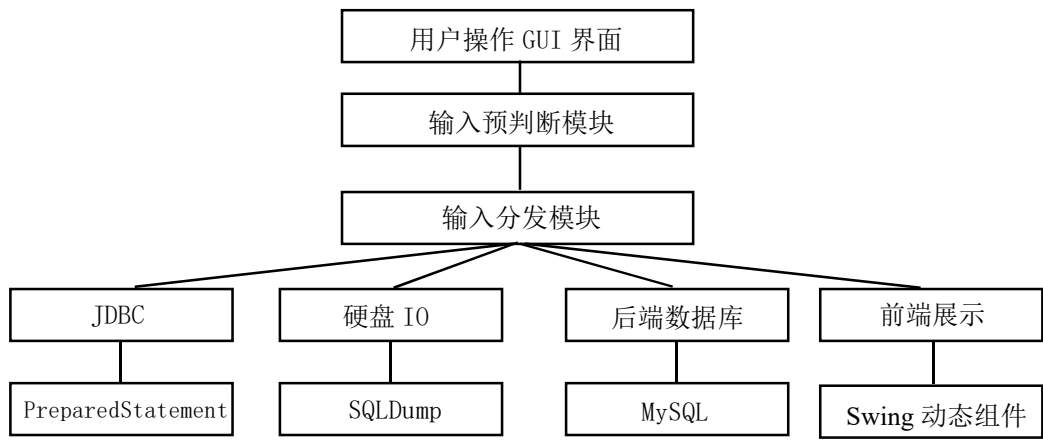 用户操作 GUI 界面
输入预判断模块
输入分发模块
JDBC
硬盘 IO
后端数据库
前端展示
PreparedStatement
SQLDump
MySQL
Swing 动态组件